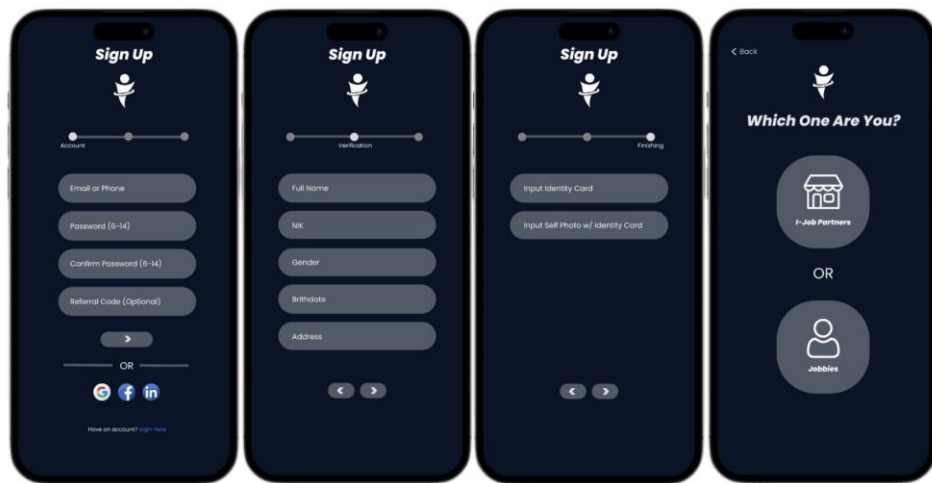 Sign Up
Account
Email or Phone
Password (6-14)
Confirm Password (6-14)
Referral Code (Optional)
OR
Have an account? login here
Sign Up
Verification
Full Name
NIK
Gender
Brithdate
Address
Sign Up
Finishing
Input Identity Card
Input Self Photo w/ Identity Card
Back
Which One Are You?
I-Job Partners
OR
Jobbies